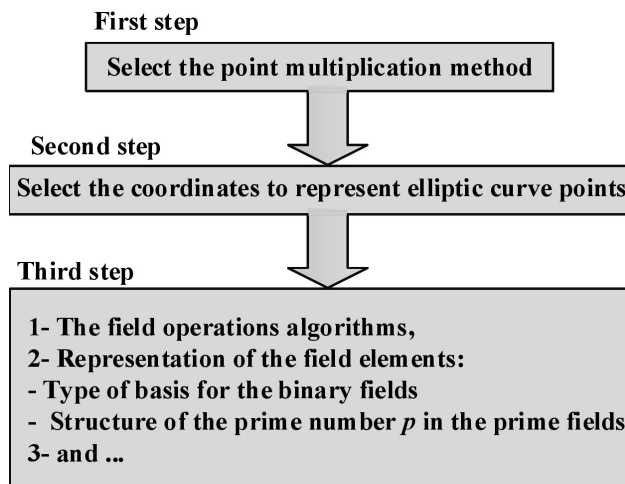 First step
Select the point multiplication method
Second step
Select the coordinates to represent elliptic curve points
Third step
1- The field operations algorithms,
2- Representation of the field elements:
- Type of basis for the binary fields
- Structure of the prime number p in the prime fields
3- and ...